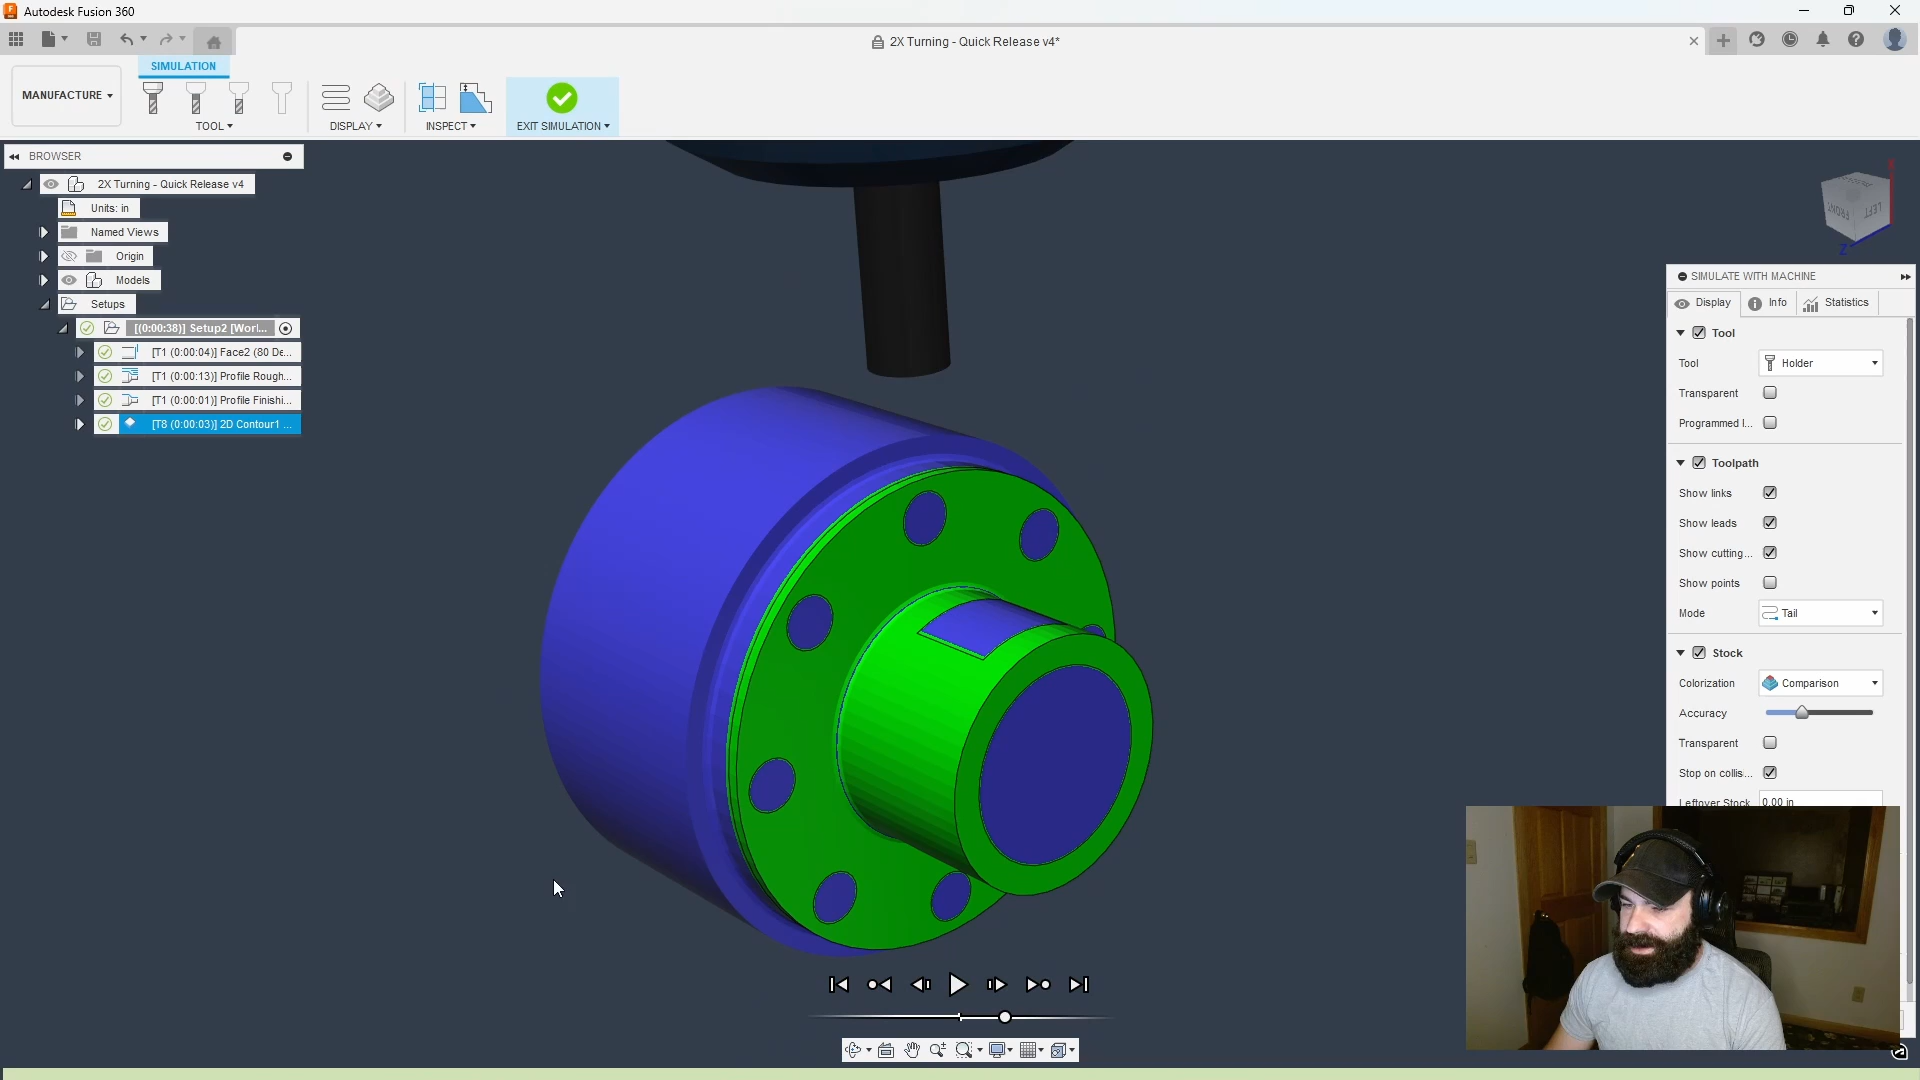 Autodesk Fusion 360
2X Turning - Quick Release v4*
SIMULATION
MANUFACTURE
TOOL
DISPLAY
INSPECT
EXIT SIMULATION
BROWSER
2X Turning - Quick Release v4
Units: in
Named Views
Origin
Models
Setups
[(0:00:38)] Setup2 [Worl...
[T1 (0:00:04)] Face2 (80 De...
[T1 (0:00:13)] Profile Rough...
[T1 (0:00:01)] Profile Finishi...
[T8 (0:00:03)] 2D Contour1 ...
FRONT
LEFT
Z
SIMULATE WITH MACHINE
Display
Info
Statistics
Tool
Tool
Holder
Transparent
Programmed I...
Toolpath
Show links
Show leads
Show cutting...
Show points
Mode
Tail
Stock
Colorization
Comparison
Accuracy
Transparent
Stop on collis...
Leftover Stock
0.00 in